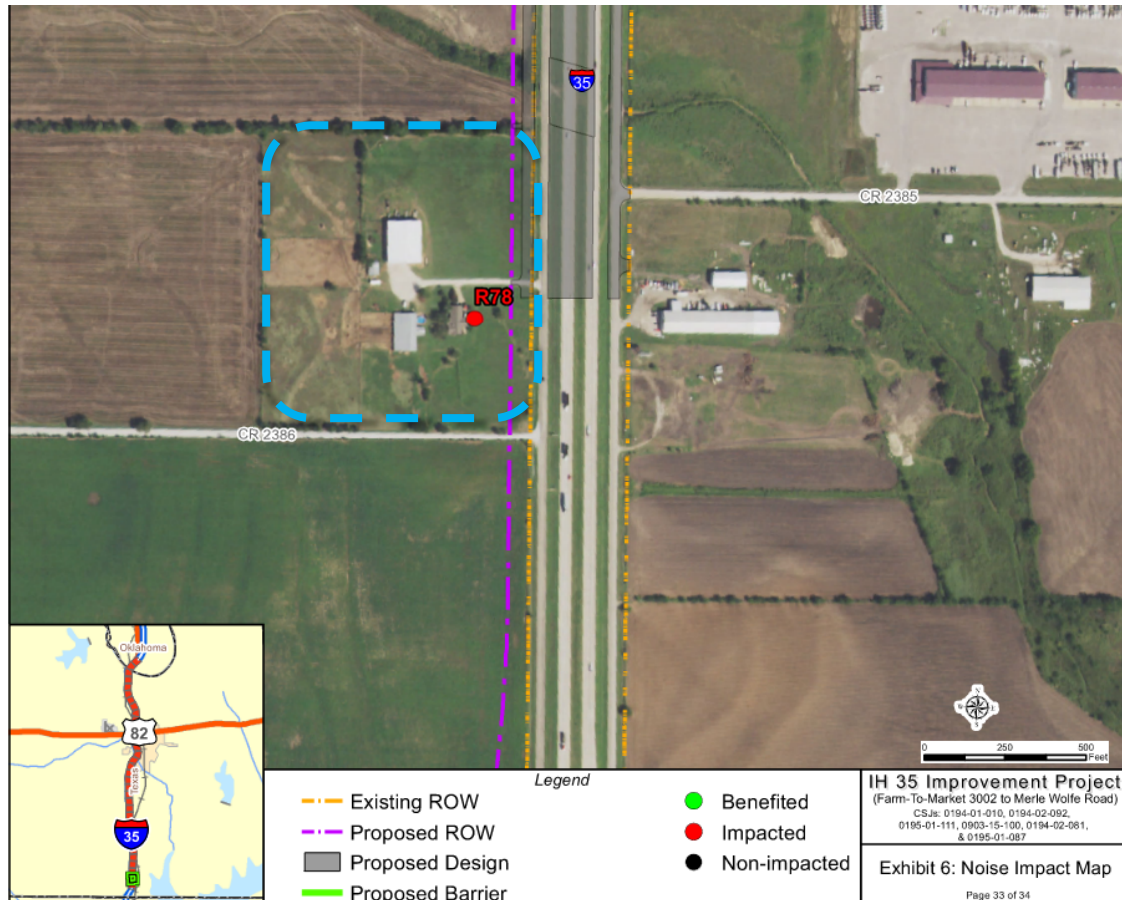 35
CR 2385
R78
CR 2386
Oklahoma
82
Texas
35
N
W E
S
0 250 500
Feet
Legend
Existing ROW
Proposed ROW
Proposed Design
Proposed Barrier
Benefited
Impacted
Non-impacted
IH 35 Improvement Project
(Farm-To-Market 3002 to Merle Wolfe Road)
CSJs: 0194-01-010, 0194-02-092,
0195-01-111, 0903-15-100, 0194-02-081,
& 0195-01-087
Exhibit 6: Noise Impact Map
Page 33 of 34